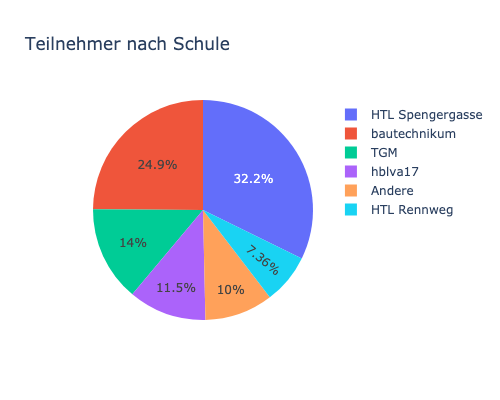 Teilnehmer nach Schule
HTL Spengergasse
bautechnikum
TGM
hblva17
Andere
HTL Rennweg
24.9%
32.2%
14%
7.36%
11.5%
10%